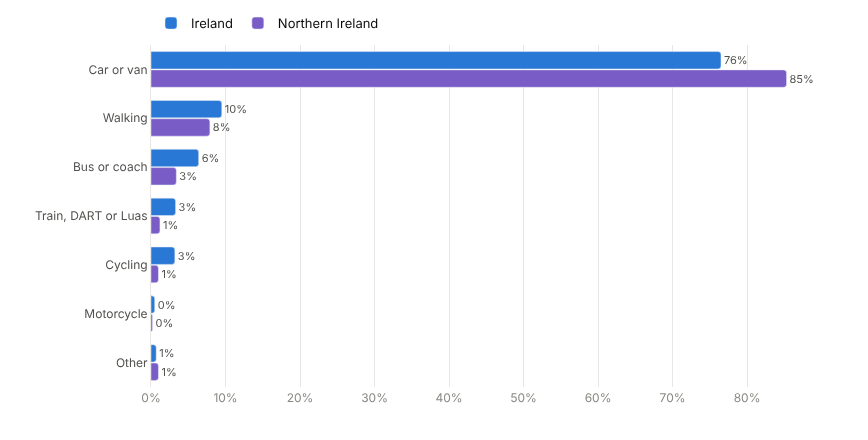 Ireland Northern Ireland
Car or van 76%
85%
Walking 10%
8%
Bus or coach 6%
3%
Train, DART or Luas 3%
1%
Cycling 3%
1%
Motorcycle 0%
0%
Other 1%
1%
0% 10% 20% 30% 40% 50% 60% 70% 80%